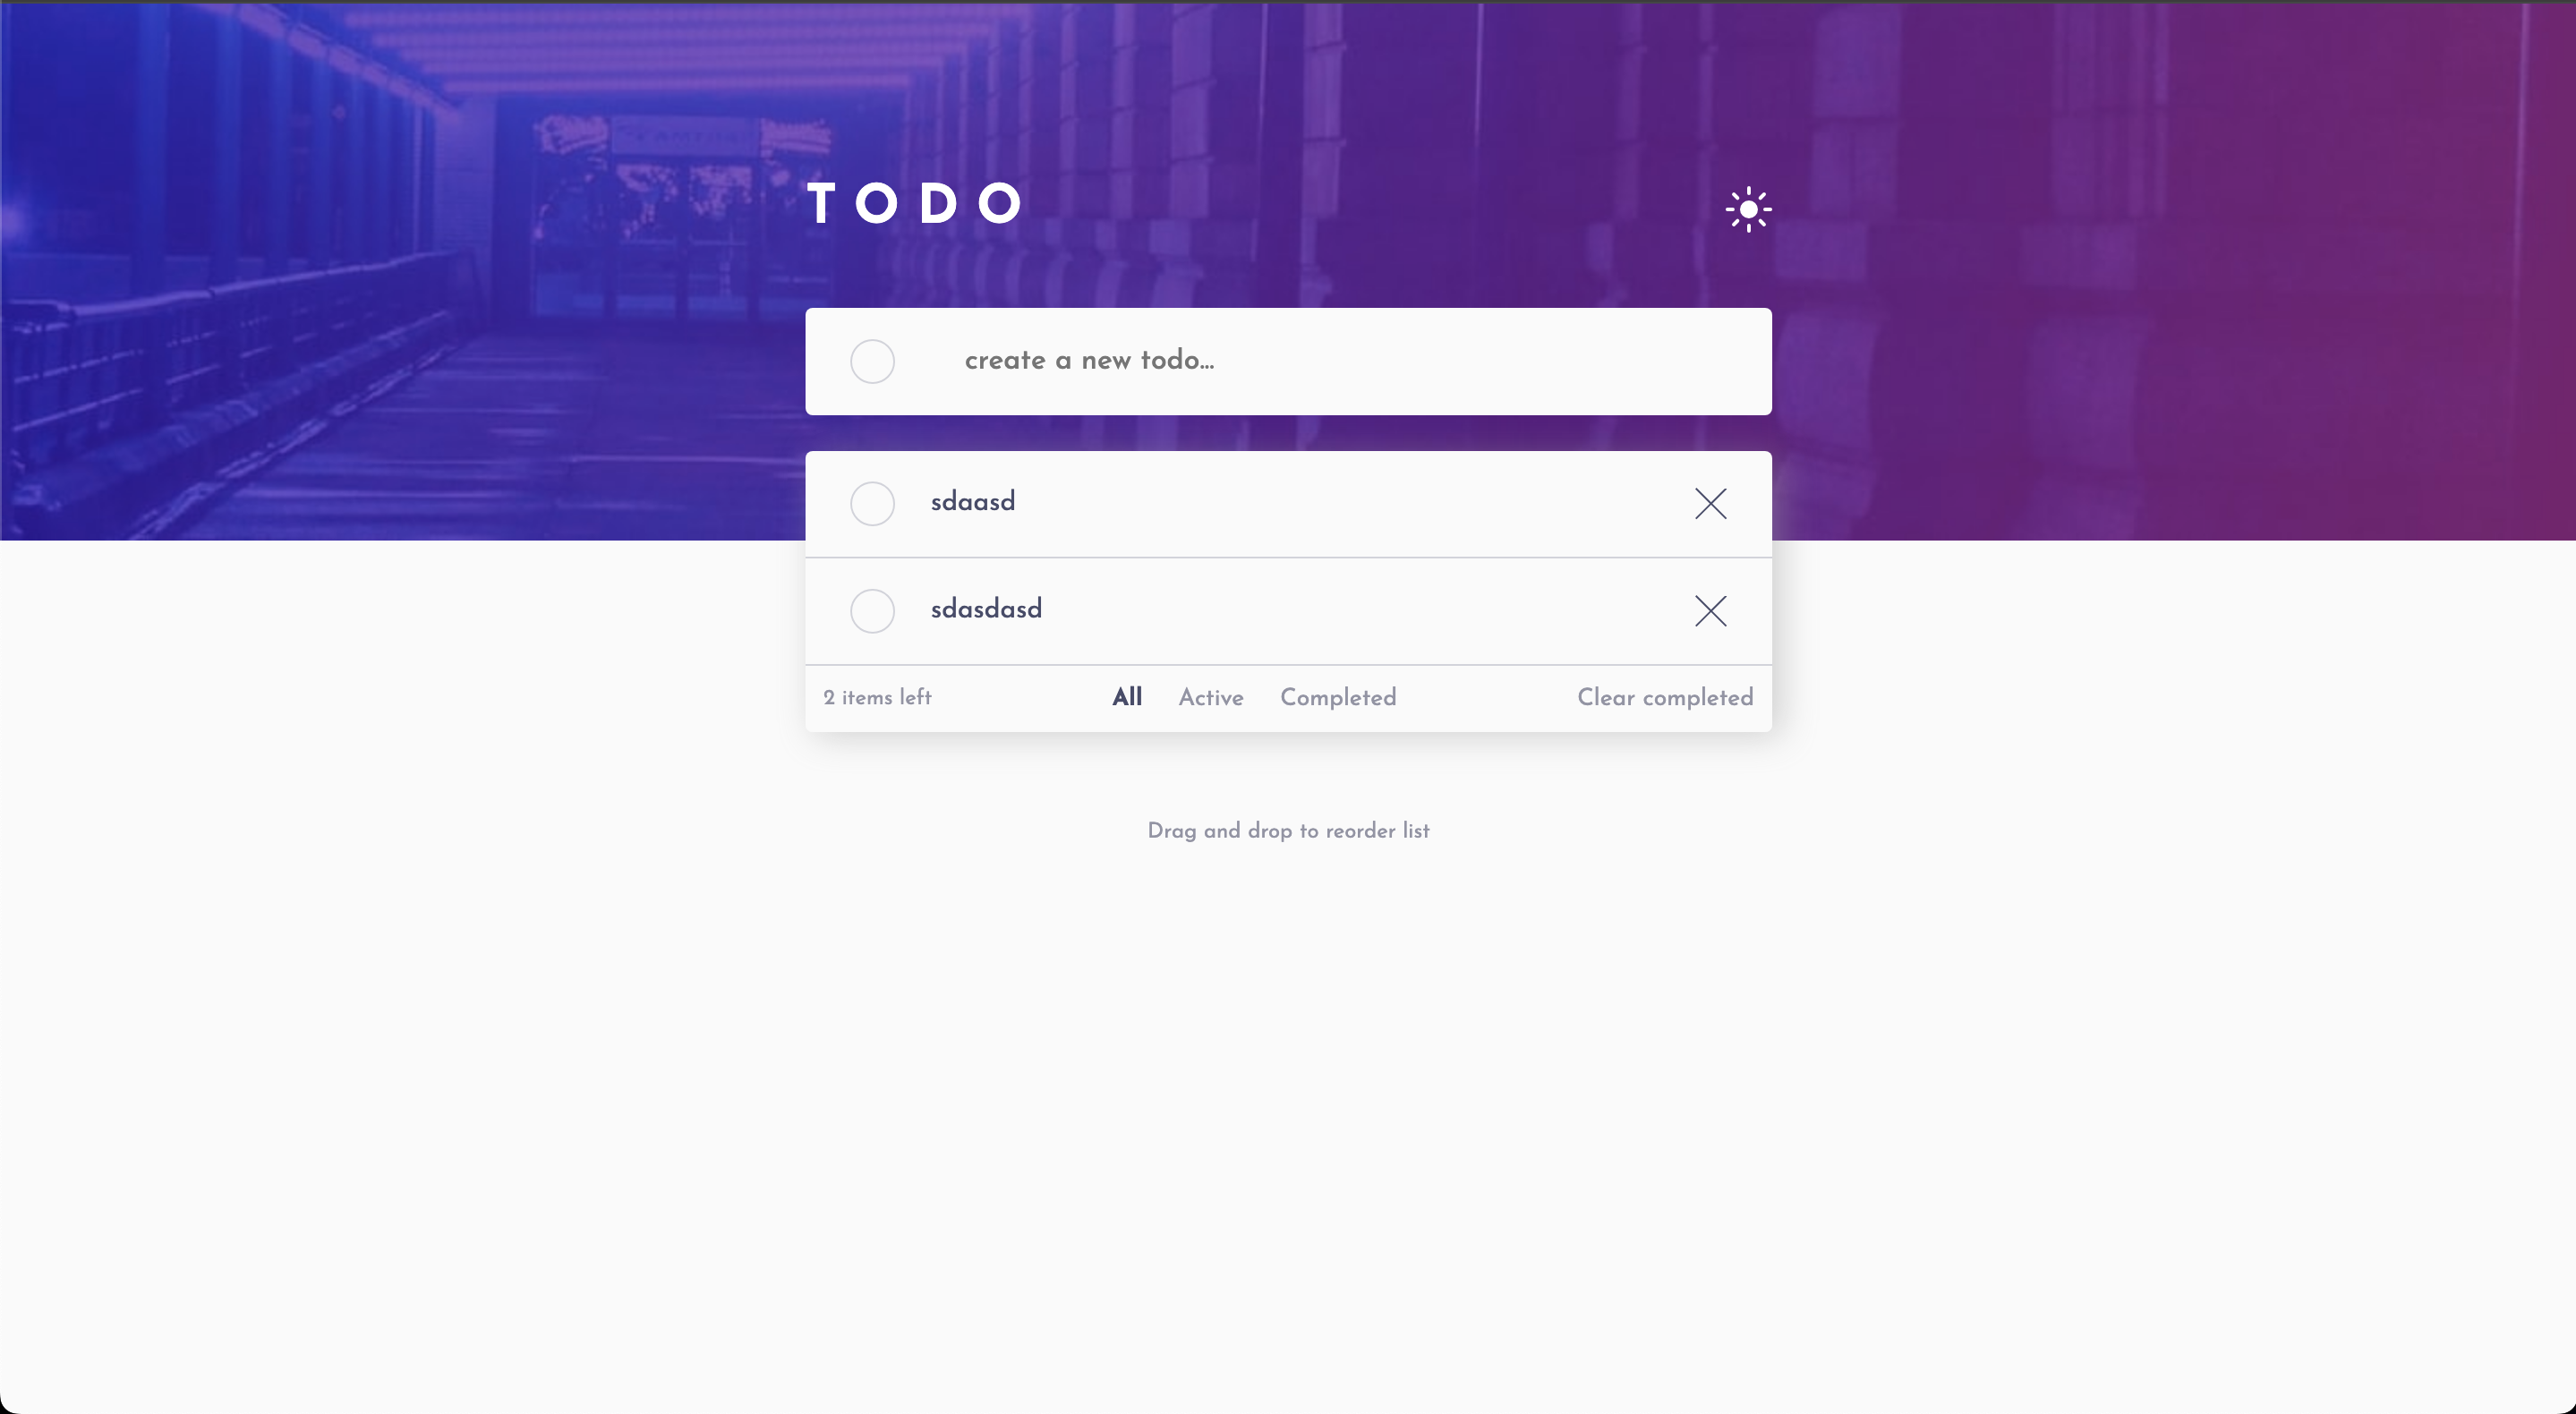 TODO
create a new todo...
sdaasd
sdasdasd
2 items left All Active Completed Clear completed
Drag and drop to reorder list